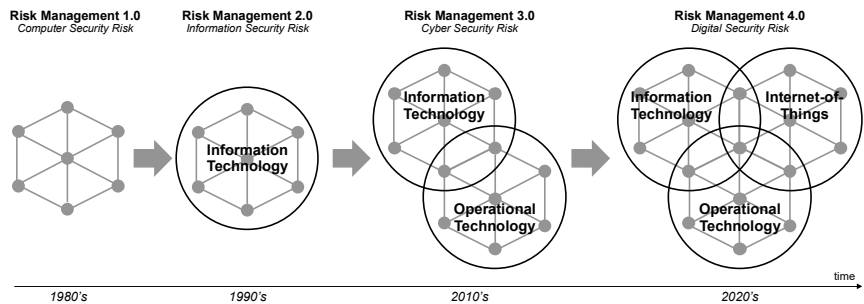 Risk Management 1.0
Computer Security Risk
Risk Management 2.0
Information Security Risk
Risk Management 3.0
Cyber Security Risk
Risk Management 4.0
Digital Security Risk
Information
Technology
Information
Technology
Operational
Technology
Information
Technology
Internet-of-
Things
Operational
Technology
time
1980's
1990's
2010's
2020's